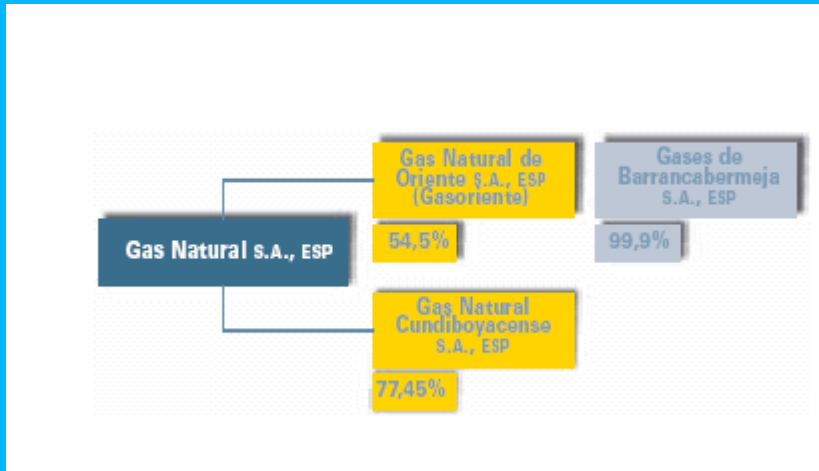 Gas Natural de
Oriente S.A., ESP
(Gasoriente)
54,5%
Gases de
Barrancabermeja
S.A., ESP
99,9%
Gas Natural S.A., ESP
Gas Natural
Cundiboyacense
S.A., ESP
77,45%